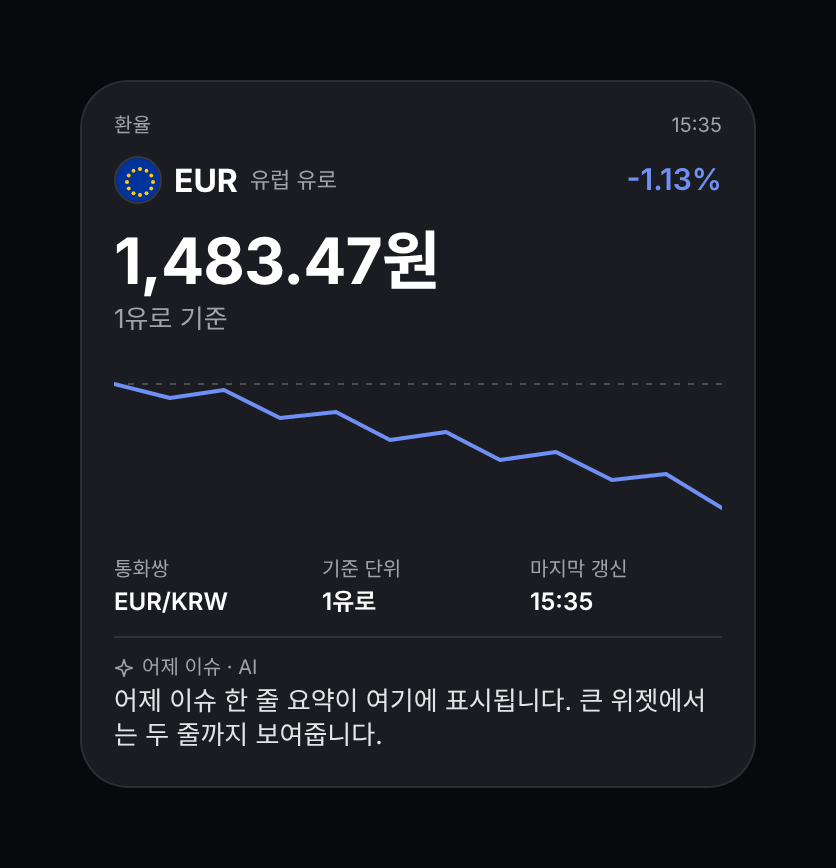 환율
15:35
EUR 유럽 유로
-1.13%
1,483.47원
1유로 기준
통화쌍
기준 단위
마지막 갱신
EUR/KRW
1유로
15:35
어제 이슈 · AI
어제 이슈 한 줄 요약이 여기에 표시됩니다. 큰 위젯에서
는 두 줄까지 보여줍니다.